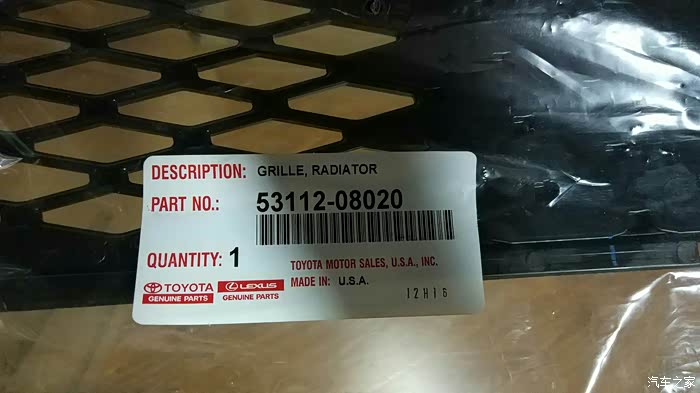 DESCRIPTION: GRILLE, RADIATOR
PART NO.: 53112-08020
QUANTITY: 1
TOYOTA MOTOR SALES, U.S.A., INC.
MADE IN: U.S.A.
TOYOTA
GENUINE PARTS
LEXUS
GENUINE PARTS
12H16
汽车之家